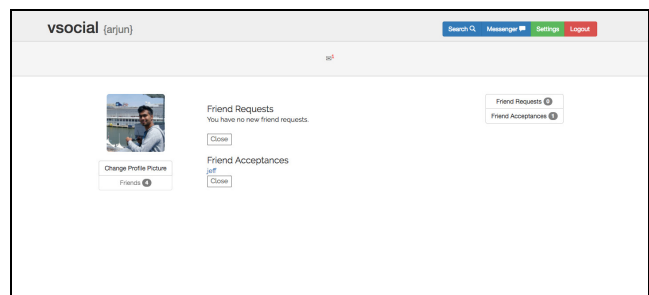 vsocial {arjun}
Search Messenger Settings Logout
Friend Requests
You have no new friend requests.
Close
Friend Acceptances
jeff
Close
Change Profile Picture
Friends 4
Friend Requests 0
Friend Acceptances 1